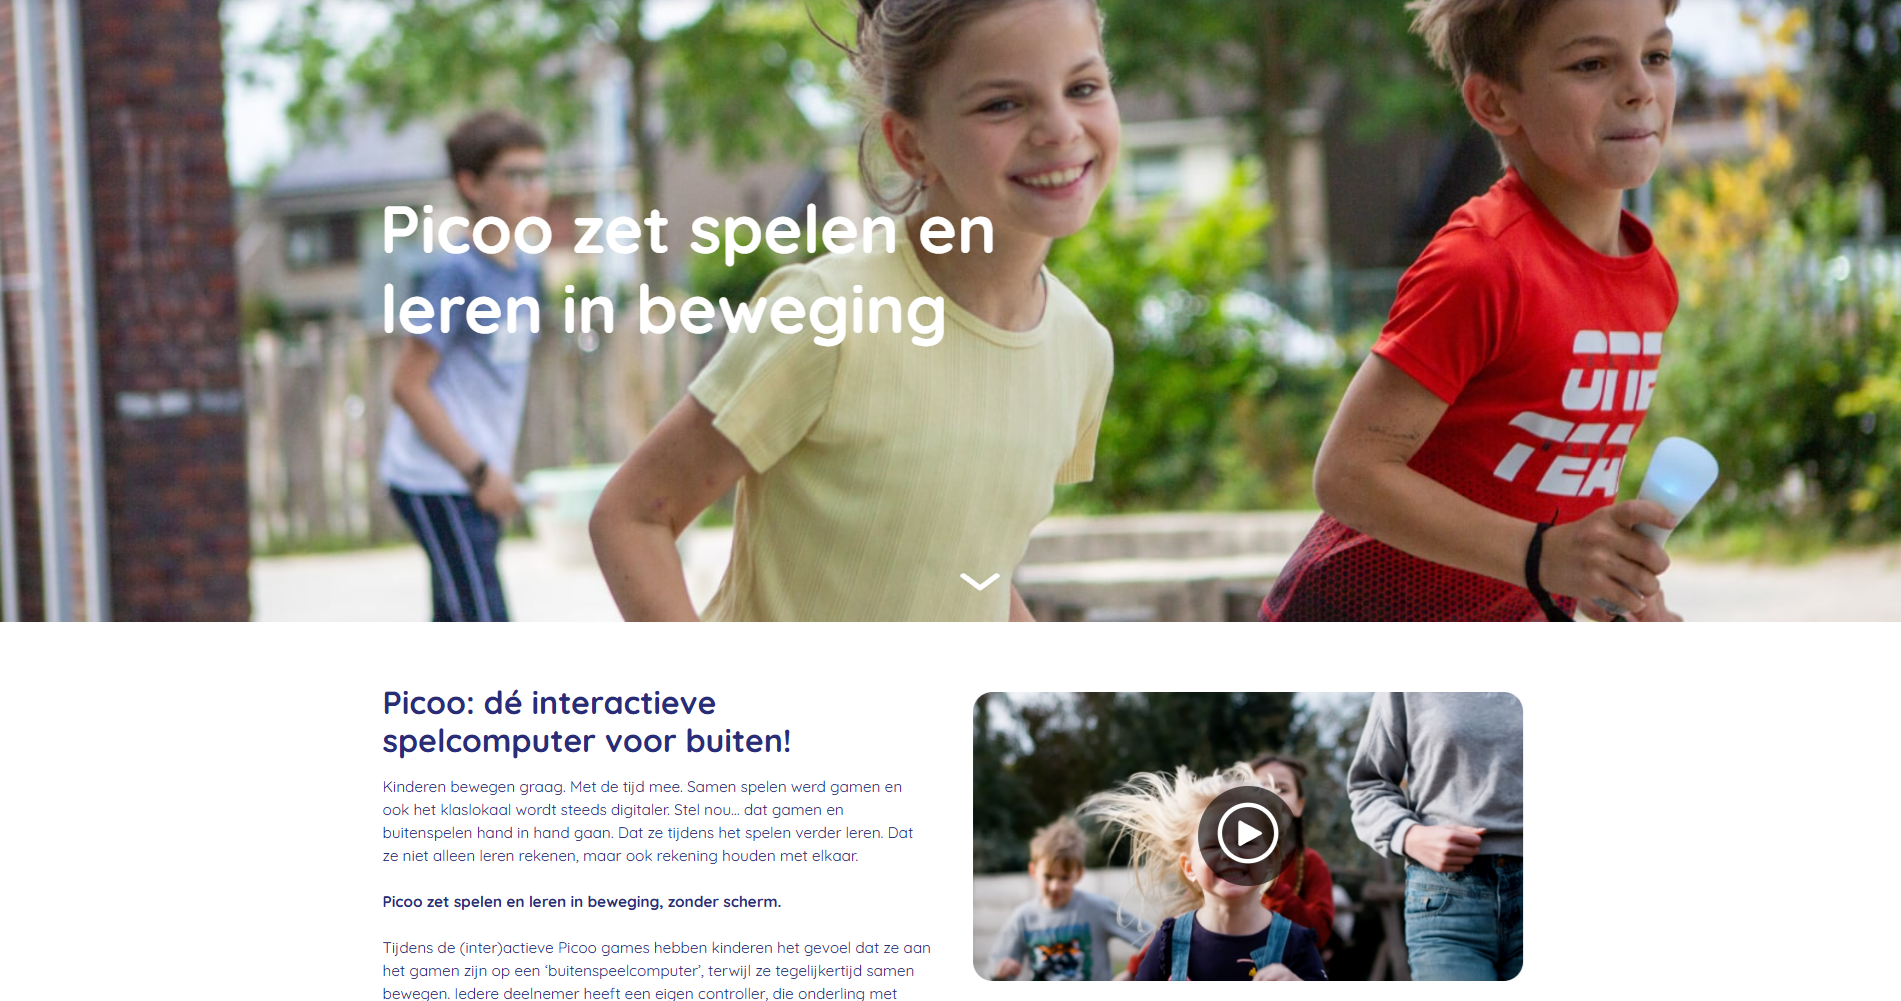 Picoo zet spelen en
leren in beweging
ONE
TEA
Picoo: dé interactieve
spelcomputer voor buiten!
Kinderen bewegen graag. Met de tijd mee. Samen spelen werd gamen en
ook het klaslokaal wordt steeds digitaler. Stel nou... dat gamen en
buitenspelen hand in hand gaan. Dat ze tijdens het spelen verder leren. Dat
ze niet alleen leren rekenen, maar ook rekening houden met elkaar.
Picoo zet spelen en leren in beweging, zonder scherm.
Tijdens de (inter)actieve Picoo games hebben kinderen het gevoel dat ze aan
het gamen zijn op een ‘buitenspeelcomputer’, terwijl ze tegelijkertijd samen
bewegen. Iedere deelnemer heeft een eigen controller, die onderling met